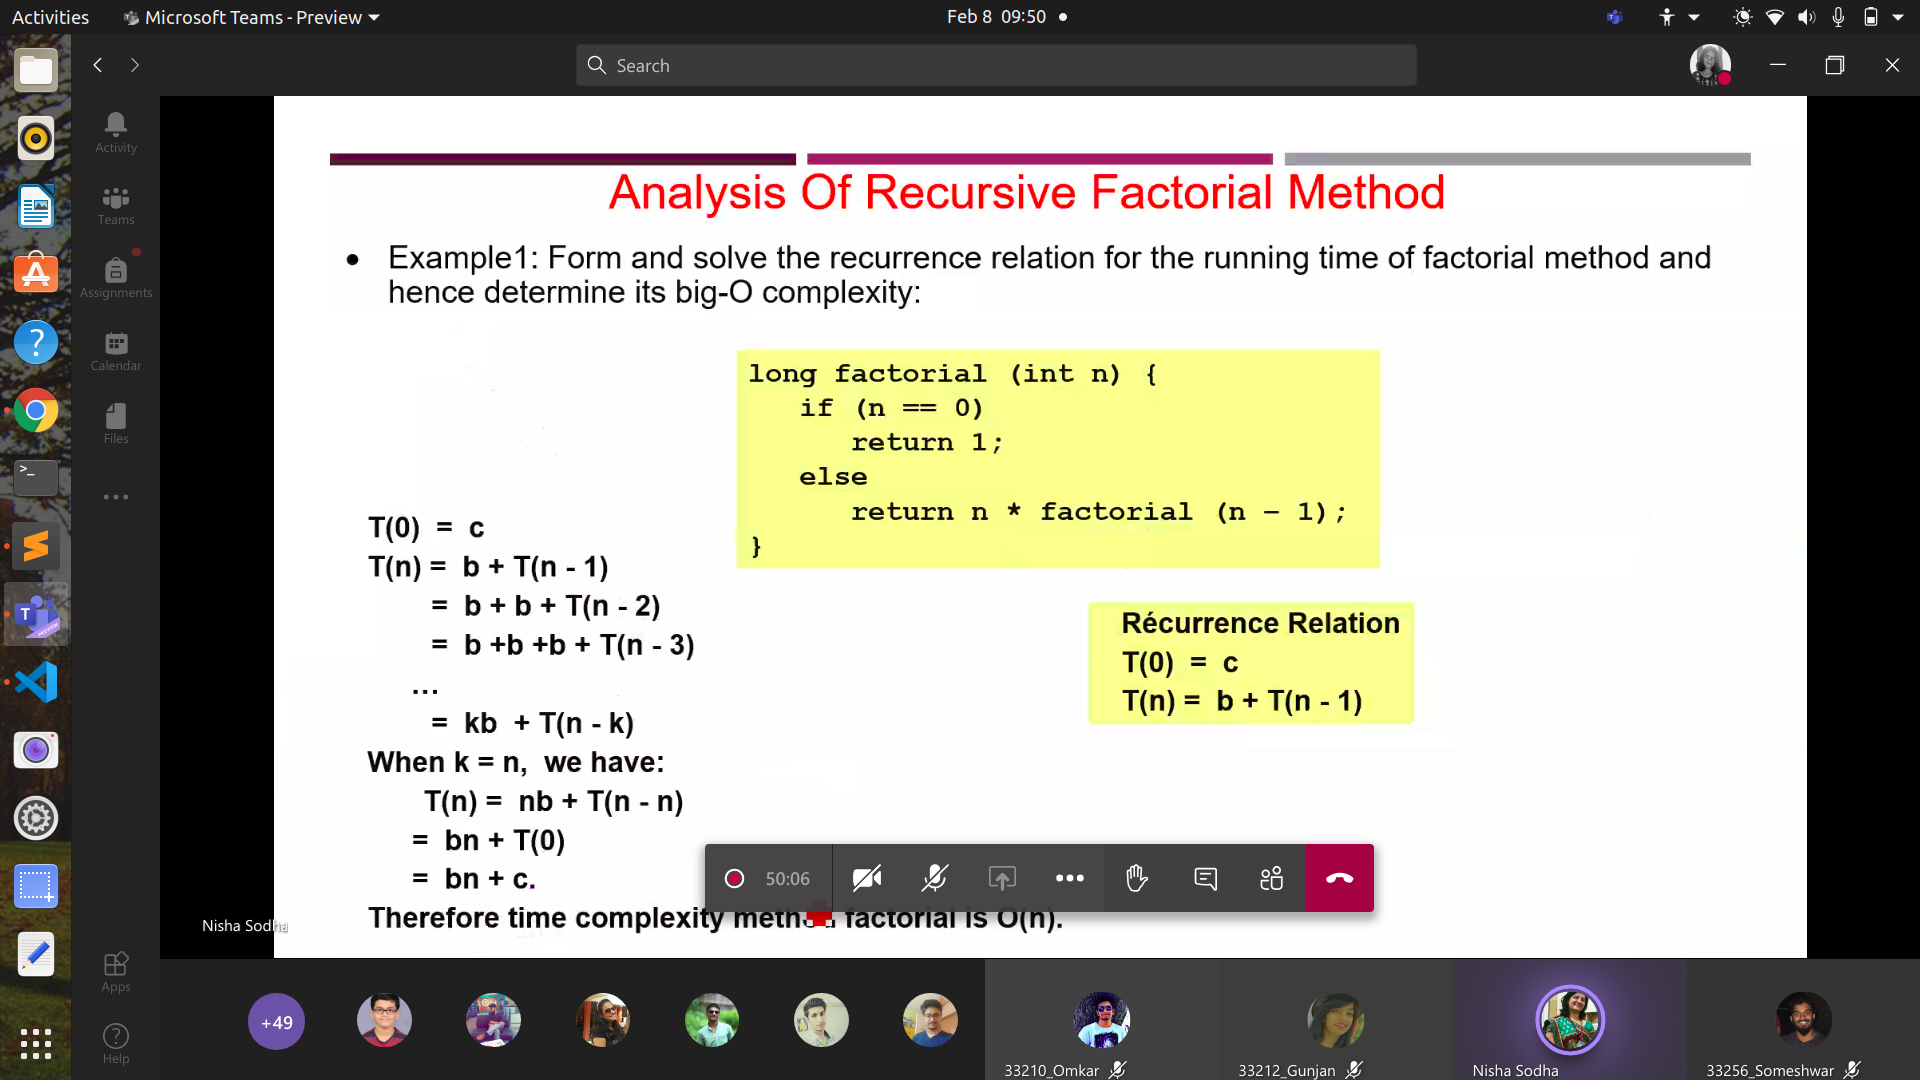 Activities
Microsoft Teams - Preview
Feb 8 09:50
Search
Activity
Teams
Assignments
Calendar
Files
Apps
Help
Analysis Of Recursive Factorial Method
• Example1: Form and solve the recurrence relation for the running time of factorial method and
hence determine its big-O complexity:
long factorial (int n) {
if (n == 0)
return 1;
else
return n * factorial (n – 1);
}
T(0) = c
T(n) = b + T(n - 1)
= b + b + T(n - 2)
= b +b +b + T(n - 3)
…
= kb + T(n - k)
When k = n, we have:
T(n) = nb + T(n - n)
= bn + T(0)
= bn + c.
Therefore time complexity factorial is O(n).
Récurrence Relation
T(0) = c
T(n) = b + T(n - 1)
50:06
Nisha Sodha
+49
33210_Omkar
33212_Gunjan
Nisha Sodha
33256_Someshwar